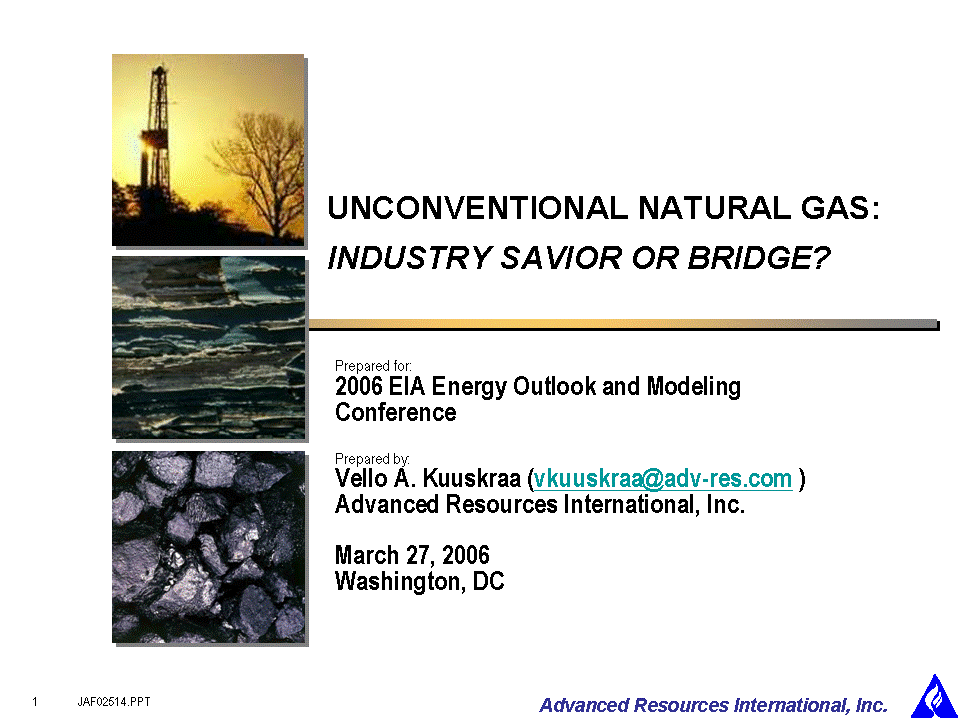 UNCONVENTIONAL NATURAL GAS:
INDUSTRY SAVIOR OR BRIDGE?
Prepared for:
2006 EIA Energy Outlook and Modeling
Conference
Prepared by:
Vello A. Kuuskraa (vkuuskraa@adv-res.com )
Advanced Resources International, Inc.
March 27, 2006
Washington, DC
1 JAF02514.PPT
Advanced Resources International, Inc.